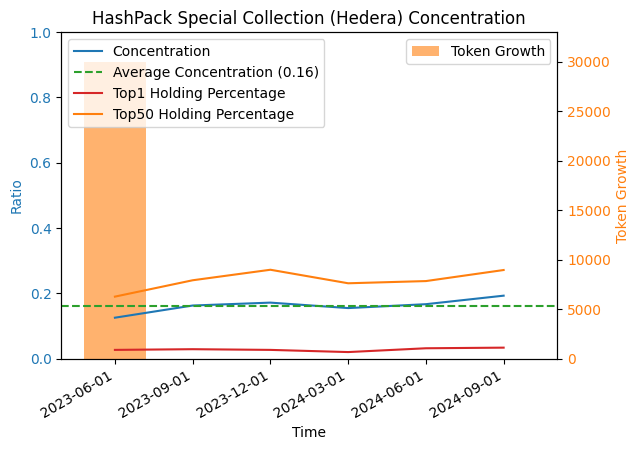 HashPack Special Collection (Hedera) Concentration
Concentration
Average Concentration (0.16)
Top1 Holding Percentage
Top50 Holding Percentage
Token Growth
1.0
0.8
0.6
0.4
0.2
0.0
Ratio
30000
25000
20000
15000
10000
5000
0
Token Growth
2023-06-01
2023-09-01
2023-12-01
2024-03-01
2024-06-01
2024-09-01
Time